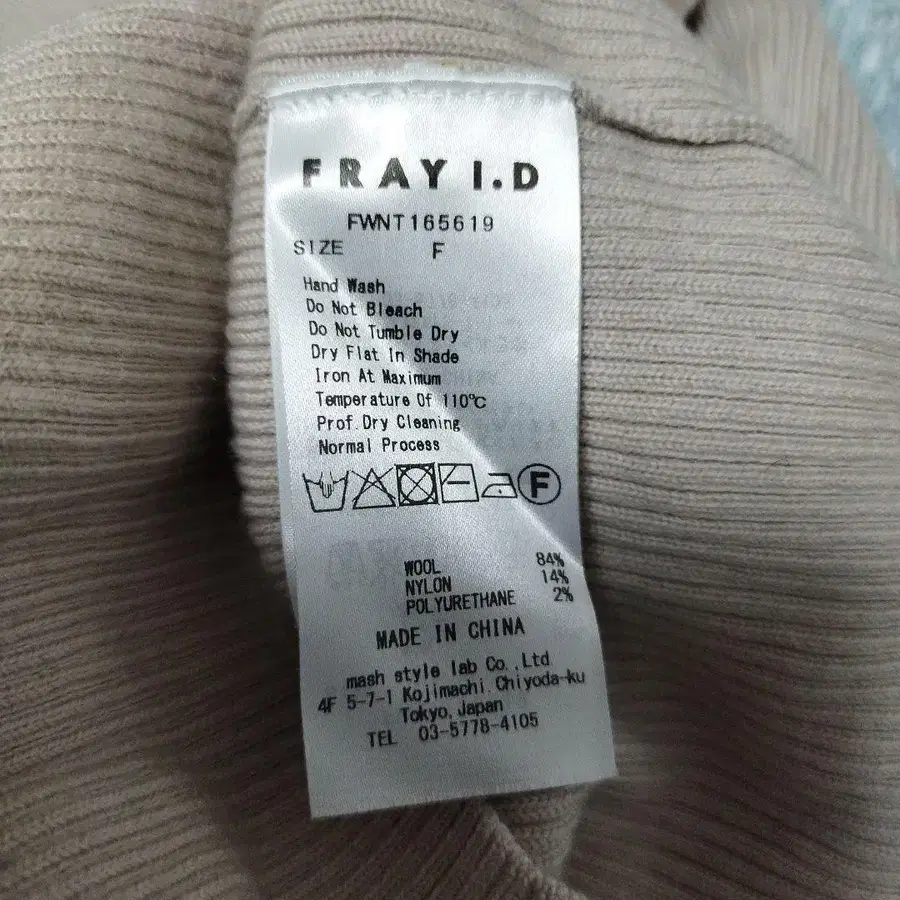 FRAY I.D
FWNT165619
SIZE F
Hand Wash
Do Not Bleach
Do Not Tumble Dry
Dry Flat In Shade
Iron At Maximum
Temperature Of 110℃
Prof.Dry Cleaning
Normal Process
F
WOOL 84%
NYLON 14%
POLYURETHANE 2%
MADE IN CHINA
mash style lab Co.,Ltd
4F 5-7-1 Kojimachi.Chiyoda-ku
Tokyo,Japan
TEL 03-5778-4105